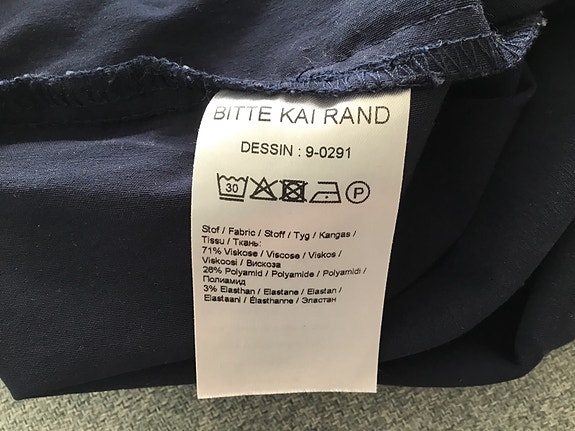 BITTE KAI RAND
DESSIN : 9-0291
30 P
Stof / Fabric / Stoff / Tyg / Kangas /
Tissu / Ткань:
71% Viskose / Viscose / Viskos /
Viskoosi / Вискоза
26% Polyamid / Polyamide / Polyamidi /
Полиамид
3% Elasthan / Elastane / Elastan /
Elastaani / Élasthanne / Эластан